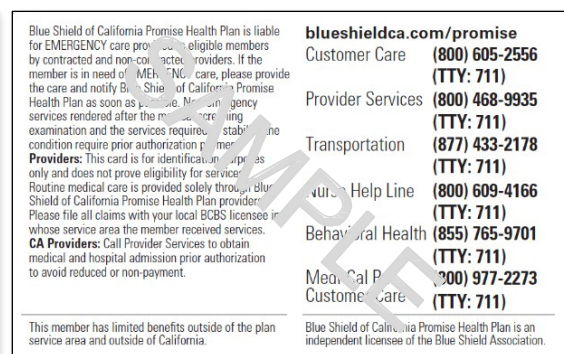 Blue Shield of California Promise Health Plan is liable
for EMERGENCY care provided to eligible members
by contracted and non-contracted providers. If the
member is in need of EMERGENCY care, please provide
the care and notify Blue Shield of California Promise
Health Plan as soon as possible. Non-emergency
services rendered after the medical screening
examination and the services required to stabilize the
condition require prior authorization payment.
Providers: This card is for identification purposes
only and does not prove eligibility for services.
Routine medical care is provided solely through Blue
Shield of California Promise Health Plan providers.
Please file all claims with your local BCBS licensee in
whose service area the member received services.
CA Providers: Call Provider Services to obtain
medical and hospital admission prior authorization
to avoid reduced or non-payment.
This member has limited benefits outside of the plan
service area and outside of California.
blueshieldca.com/promise
Customer Care (800) 605-2556
(TTY: 711)
Provider Services (800) 468-9935
(TTY: 711)
Transportation (877) 433-2178
(TTY: 711)
Nurse Help Line (800) 609-4166
(TTY: 711)
Behavioral Health (855) 765-9701
(TTY: 711)
Medi-Cal (800) 977-2273
Customer Care (TTY: 711)
Blue Shield of California Promise Health Plan is an
independent licensee of the Blue Shield Association.
SAMPLE